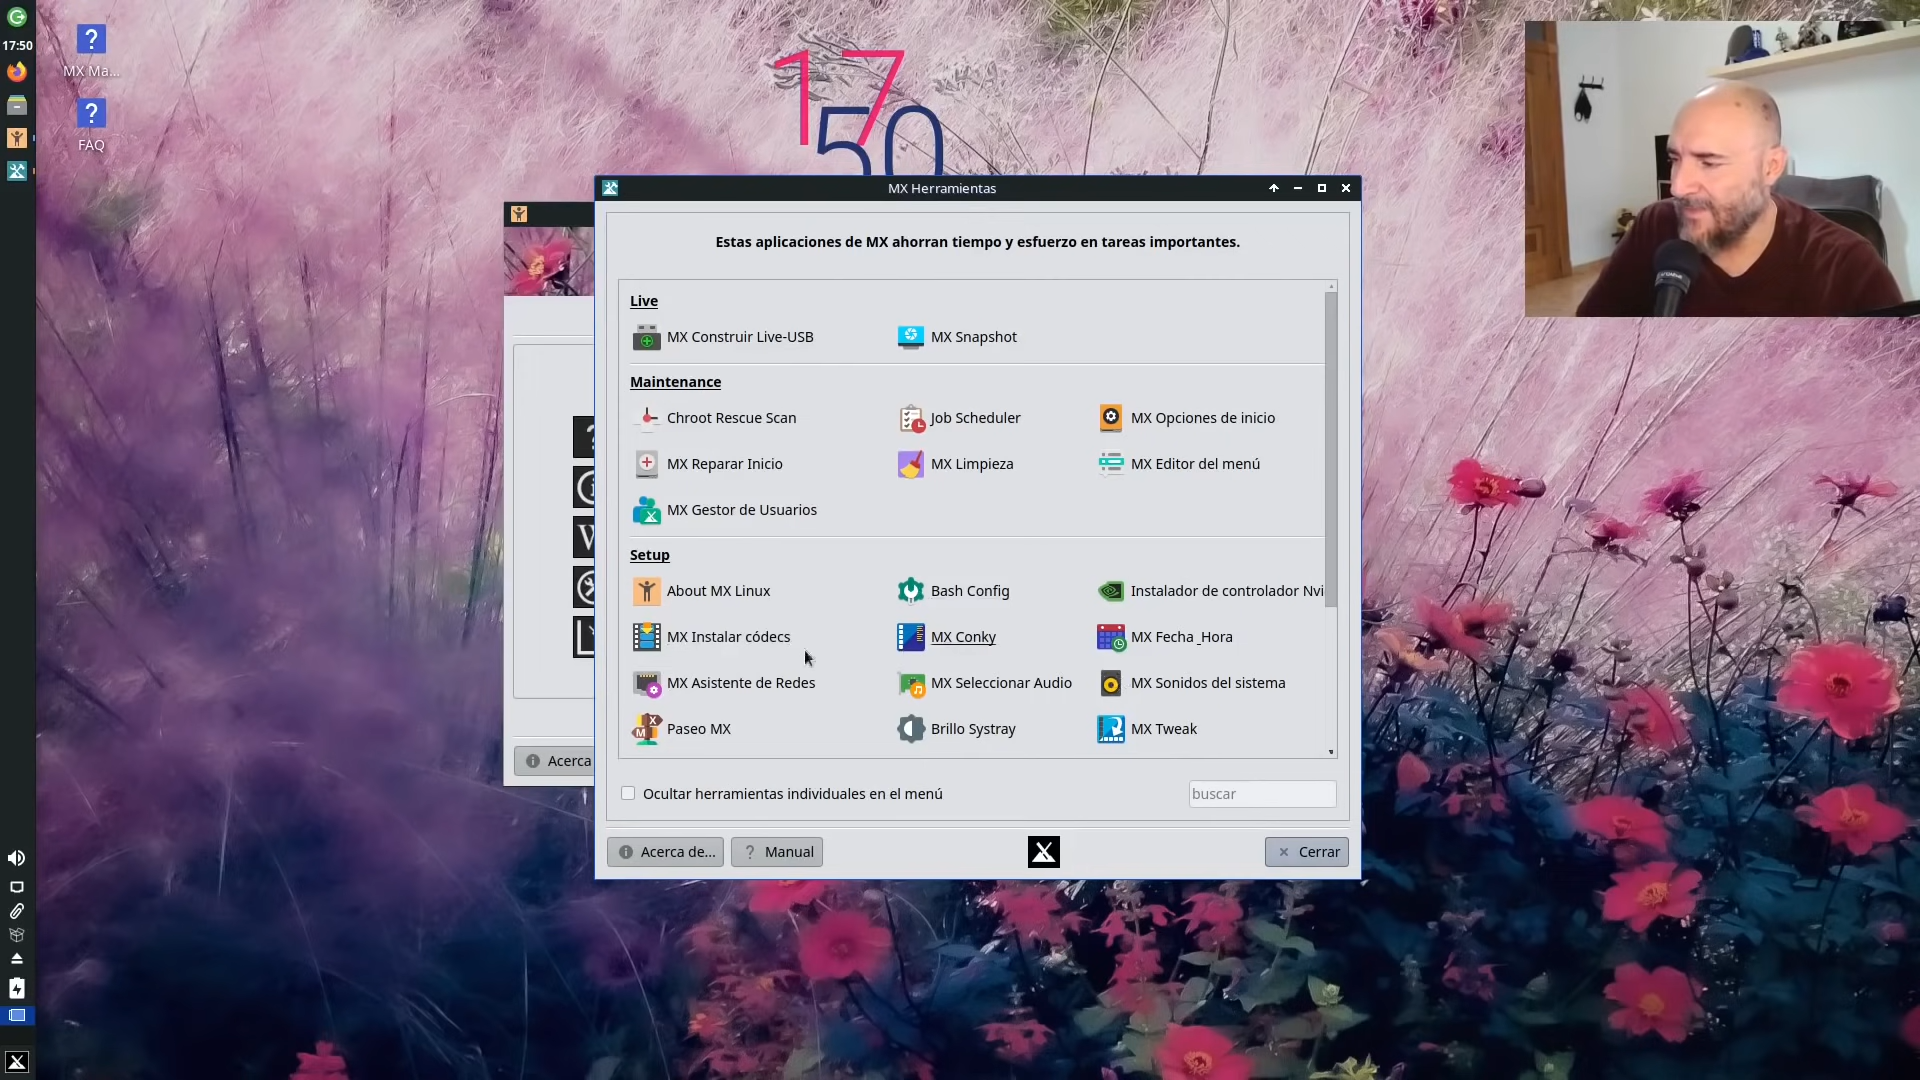 17:50
MX Ma...
FAQ
17
50
MX Herramientas
Estas aplicaciones de MX ahorran tiempo y esfuerzo en tareas importantes.
Live
MX Construir Live-USB
MX Snapshot
Maintenance
Chroot Rescue Scan
Job Scheduler
MX Opciones de inicio
MX Reparar Inicio
MX Limpieza
MX Editor del menú
MX Gestor de Usuarios
Setup
About MX Linux
Bash Config
Instalador de controlador Nvi
MX Instalar códecs
MX Conky
MX Fecha _Hora
MX Asistente de Redes
MX Seleccionar Audio
MX Sonidos del sistema
Paseo MX
Brillo Systray
MX Tweak
Acerca
Ocultar herramientas individuales en el menú
buscar
Acerca de...
? Manual
Cerrar